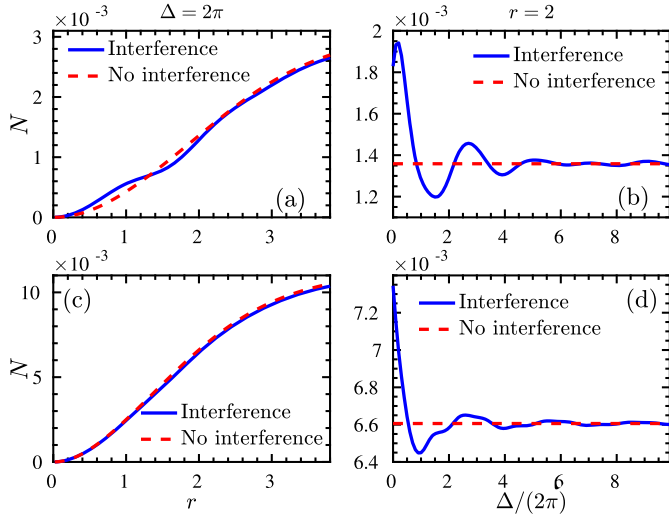 Δ = 2π
r = 2
× 10⁻³
× 10⁻³
3
2
1
0
N
Interference
No interference
(a)
0
1
2
3
2
1.8
1.6
1.4
1.2
Interference
No interference
(b)
0
2
4
6
8
× 10⁻³
× 10⁻³
10
5
0
N
(c)
Interference
No interference
0
1
2
3
r
7.2
7
6.8
6.6
6.4
Interference
No interference
(d)
0
2
4
6
8
Δ/(2π)